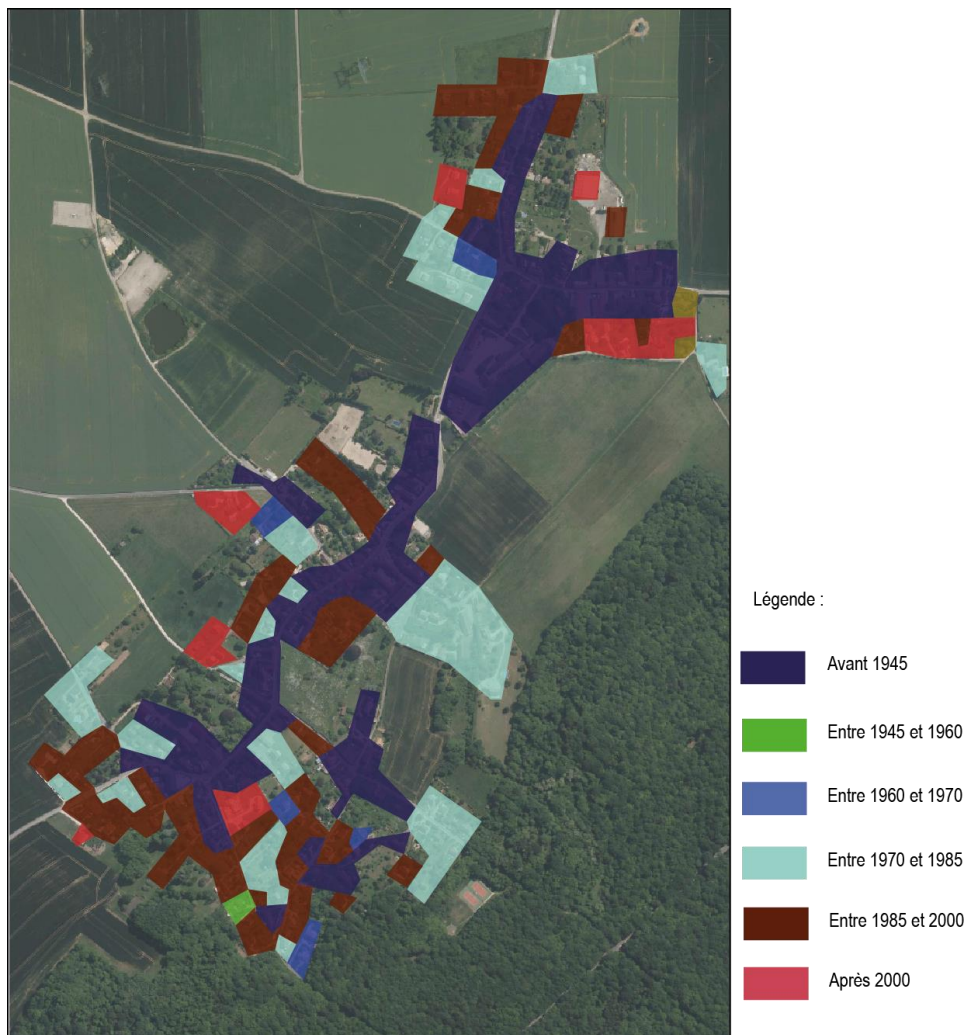 Légende :
Avant 1945
Entre 1945 et 1960
Entre 1960 et 1970
Entre 1970 et 1985
Entre 1985 et 2000
Après 2000